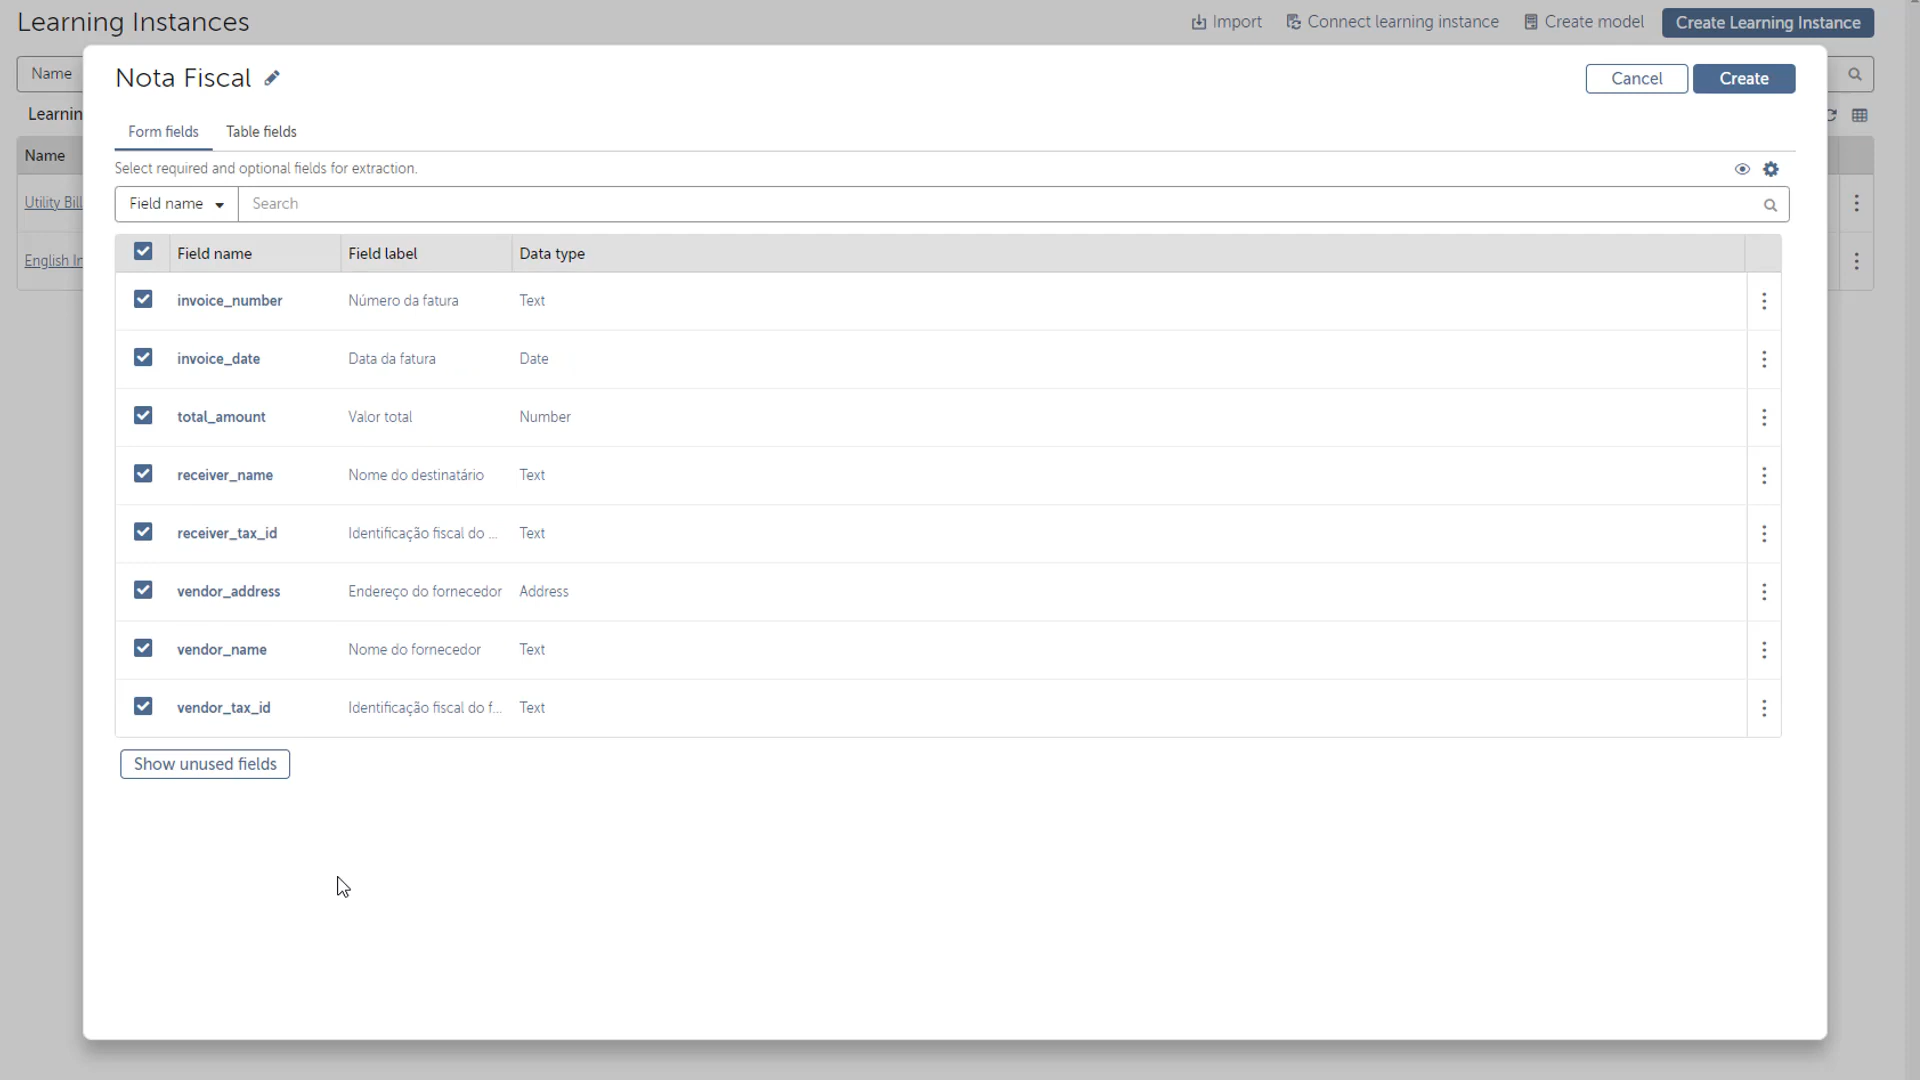 Learning Instances
Import
Connect learning instance
Create model
Create Learning Instance
Name
Learnin
Name
Utility Bill
English In
Nota Fiscal
Cancel
Create
Form fields
Table fields
Select required and optional fields for extraction.
Field name
Search
Field name Field label Data type
invoice_number Número da fatura Text
invoice_date Data da fatura Date
total_amount Valor total Number
receiver_name Nome do destinatário Text
receiver_tax_id Identificação fiscal do ... Text
vendor_address Endereço do fornecedor Address
vendor_name Nome do fornecedor Text
vendor_tax_id Identificação fiscal do f... Text
Show unused fields